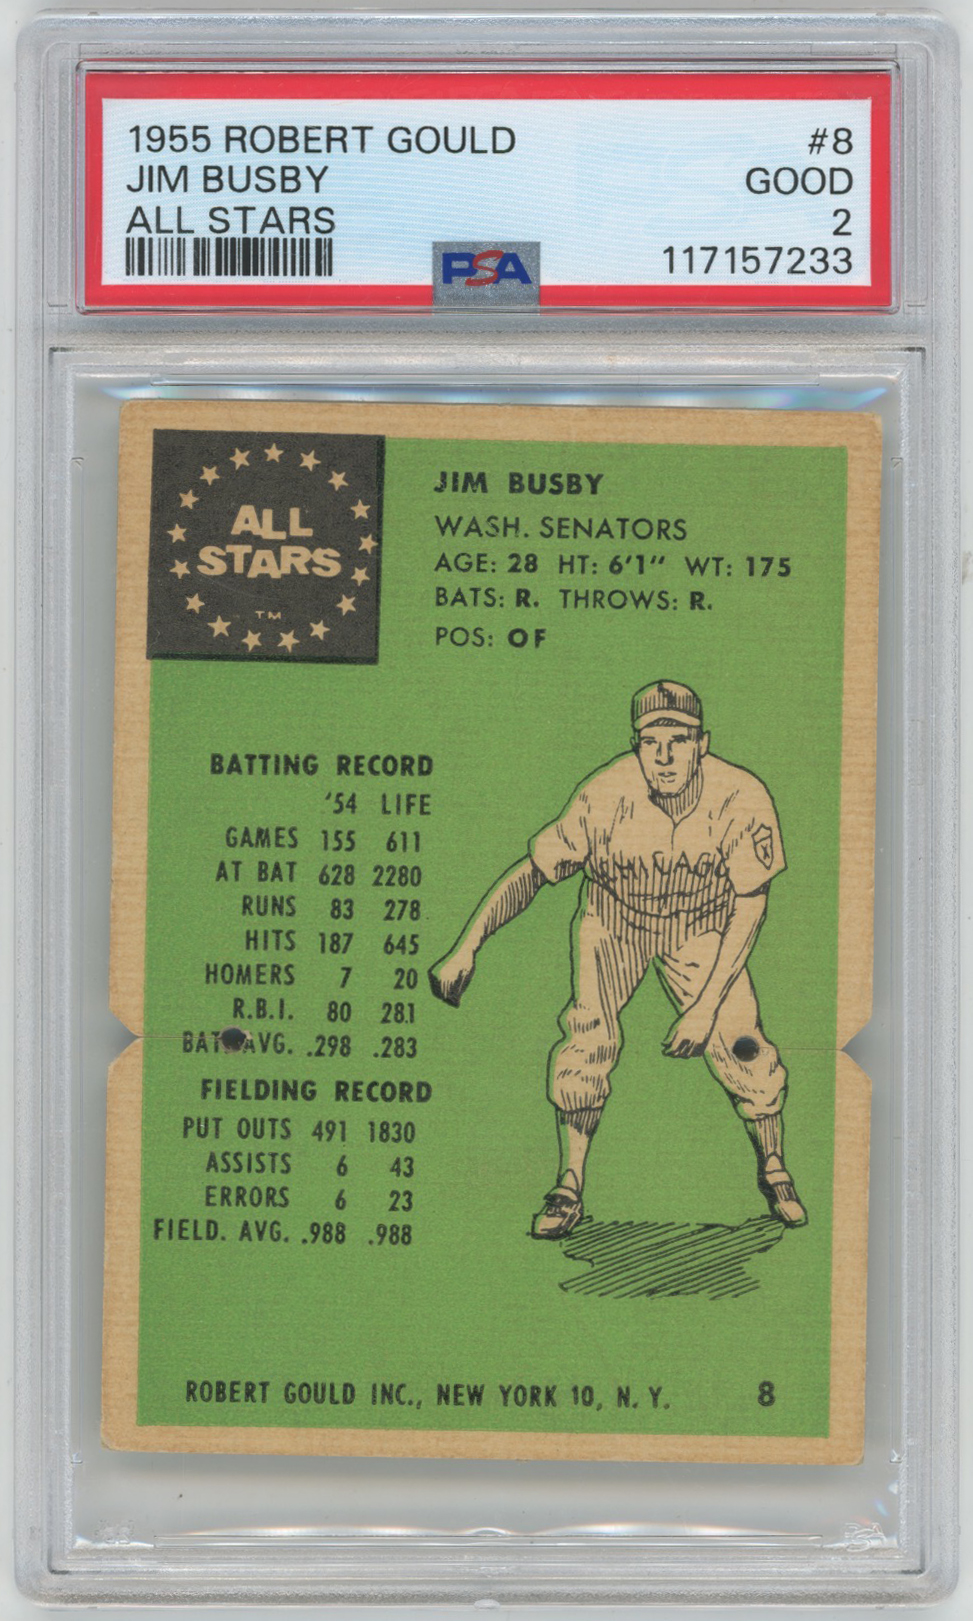 1955 ROBERT GOULD #8
JIM BUSBY GOOD
ALL STARS 2
PSA 117157233
ALL
STARS
TM
JIM BUSBY
WASH. SENATORS
AGE: 28 HT: 6'1" WT: 175
BATS: R. THROWS: R.
POS: OF
BATTING RECORD
'54 LIFE
GAMES 155 611
AT BAT 628 2280
RUNS 83 278
HITS 187 645
HOMERS 7 20
R.B.I. 80 281
BAT. AVG. .298 .283
FIELDING RECORD
PUT OUTS 491 1830
ASSISTS 6 43
ERRORS 6 23
FIELD. AVG. .988 .988
CHICAGO
ROBERT GOULD INC., NEW YORK 10, N. Y. 8